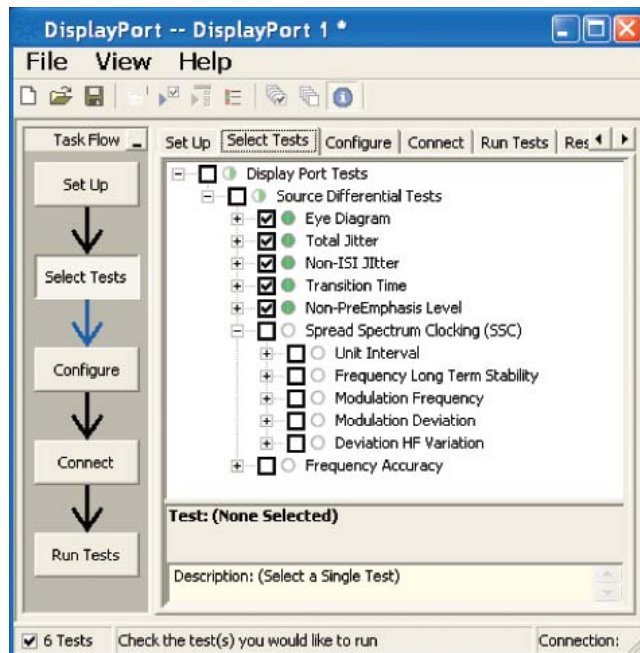 DisplayPort -- DisplayPort 1 *
File View Help
Task Flow
Set Up
Select Tests
Configure
Connect
Run Tests
Set Up Select Tests Configure Connect Run Tests Res
Display Port Tests
Source Differential Tests
Eye Diagram
Total Jitter
Non-ISI JItter
Transition Time
Non-PreEmphasis Level
Spread Spectrum Clocking (SSC)
Unit Interval
Frequency Long Term Stability
Modulation Frequency
Modulation Deviation
Deviation HF Variation
Frequency Accuracy
Test: (None Selected)
Description: (Select a Single Test)
6 Tests Check the test(s) you would like to run Connection: